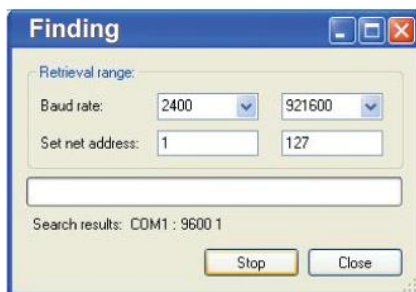 Finding
Retrieval range:
Baud rate: 2400 921600
Set net address: 1 127
Search results: COM1 : 9600 1
Stop Close